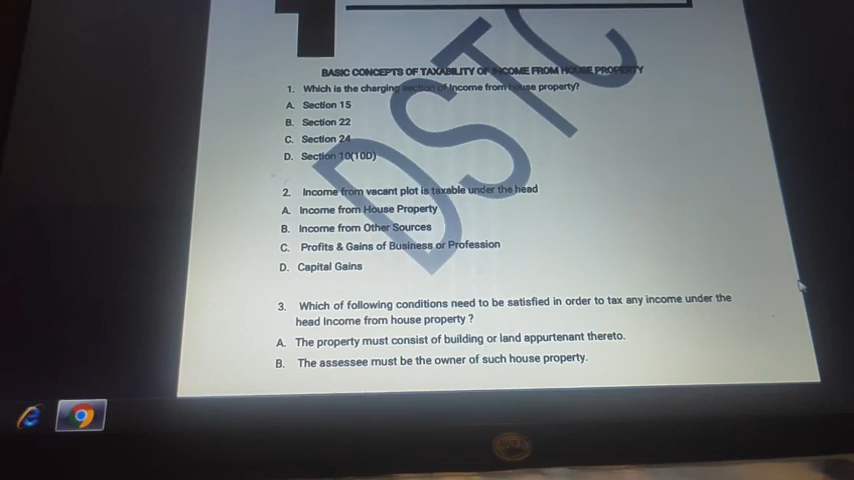 BASIC CONCEPTS OF TAXABILITY OF INCOME FROM HOUSE PROPERTY
1. Which is the charging section of Income from house property?
A. Section 15
B. Section 22
C. Section 24
D. Section 10(10D)
2. Income from vacant plot is taxable under the head
A. Income from House Property
B. Income from Other Sources
C. Profits & Gains of Business or Profession
D. Capital Gains
3. Which of following conditions need to be satisfied in order to tax any income under the
head Income from house property ?
A. The property must consist of building or land appurtenant thereto.
B. The assessee must be the owner of such house property.
DSTC